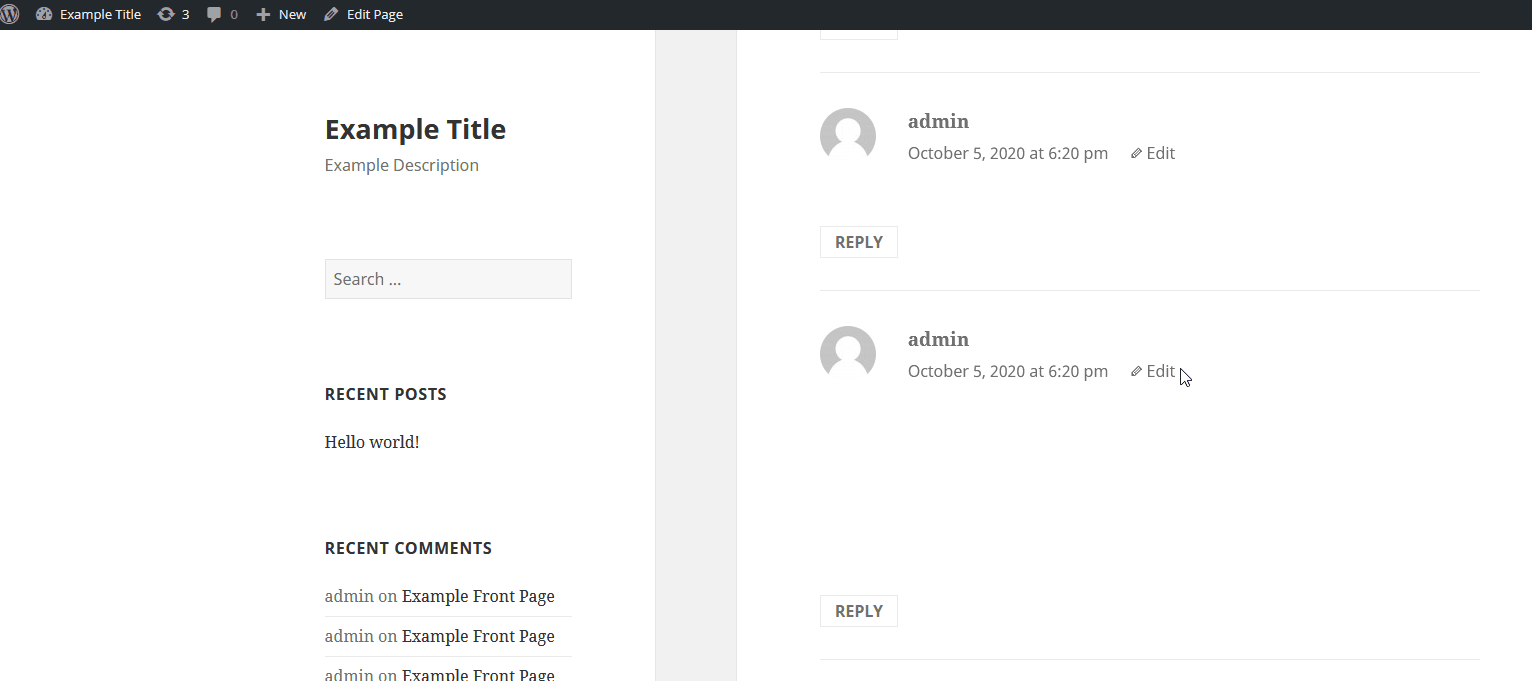 Example Title 3 0 New Edit Page
Example Title
Example Description
Search ...
RECENT POSTS
Hello world!
RECENT COMMENTS
admin on Example Front Page
admin on Example Front Page
admin on Example Front Page
admin
October 5, 2020 at 6:20 pm Edit
REPLY
admin
October 5, 2020 at 6:20 pm Edit
REPLY